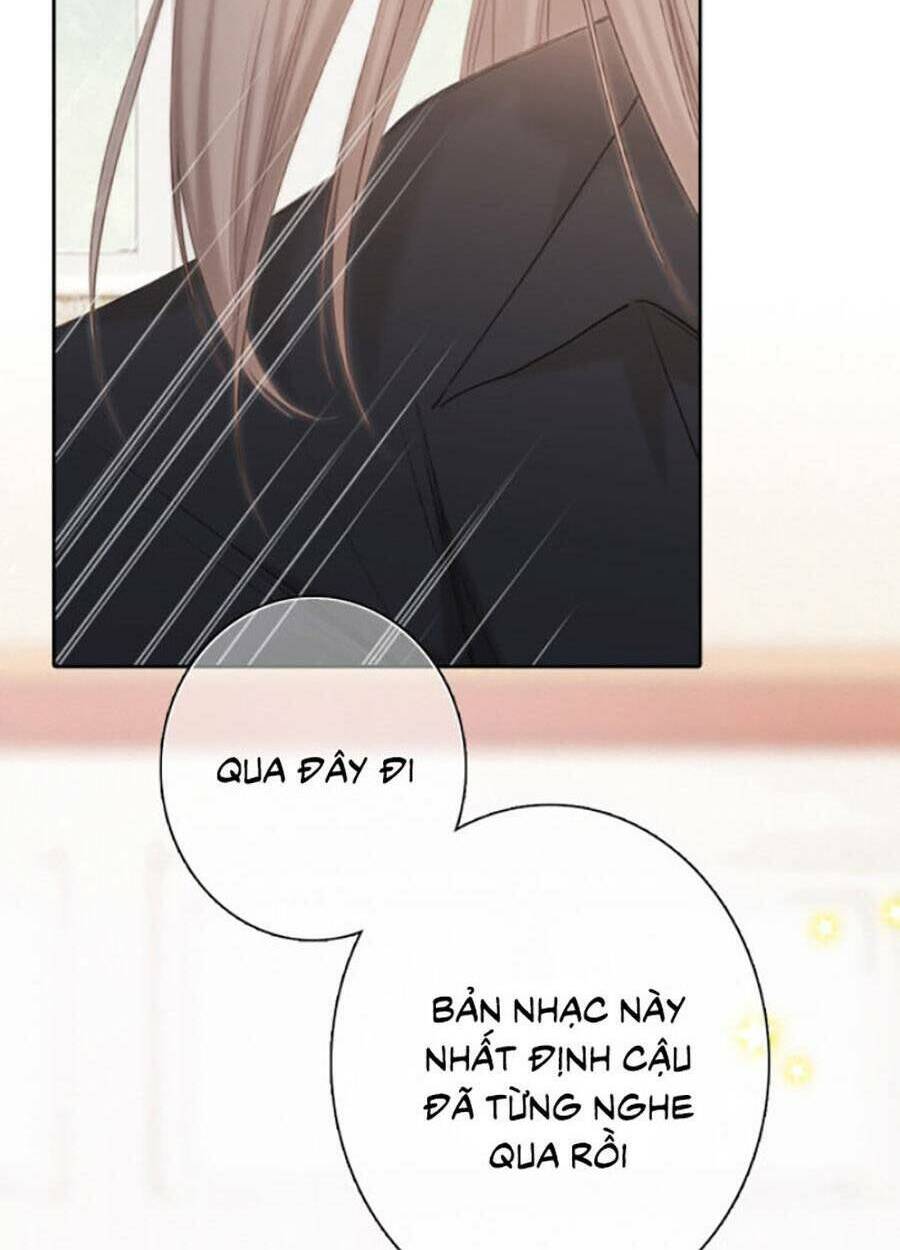 QUA ĐÂY ĐI
BẢN NHẠC NÀY
NHẤT ĐỊNH CẬU
ĐÃ TỪNG NGHE
QUA RỒI